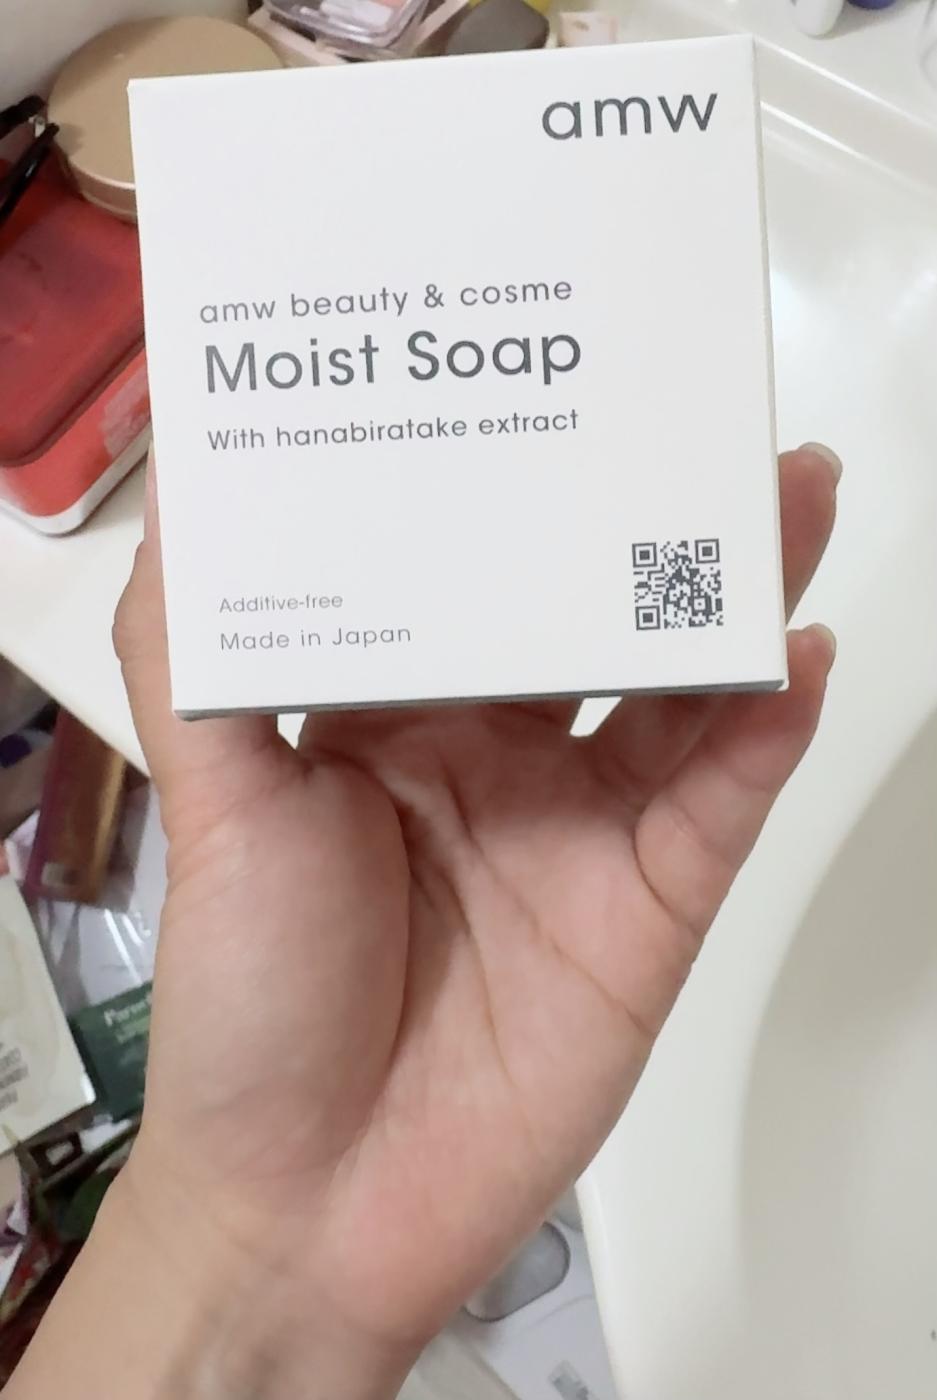 amw
amw beauty & cosme
Moist Soap
With hanabiratake extract
Additive-free
Made in Japan